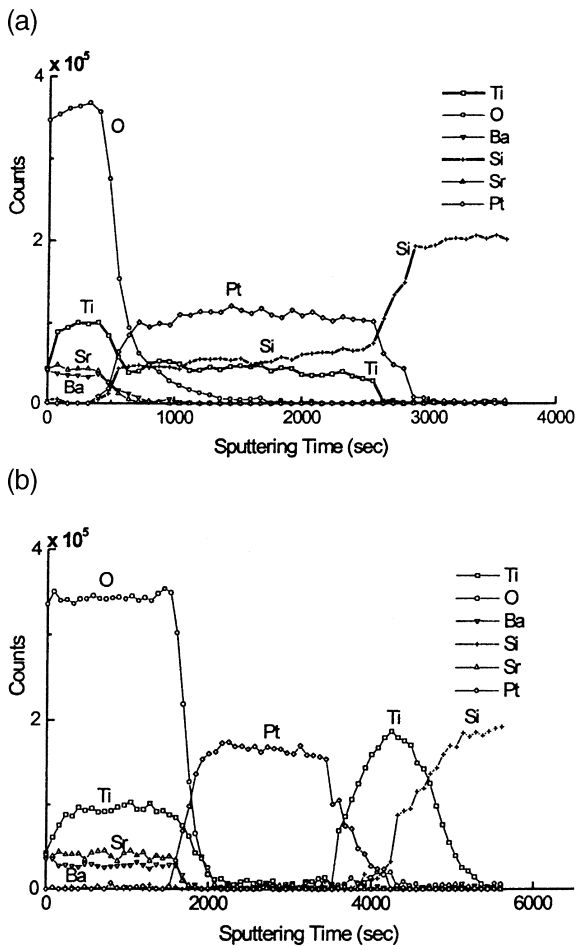 (a)
x 10^5
4
2
0
Counts
O
Ti
Sr
Ba
Pt
Si
Si
Ti
Ti
O
Ba
Si
Sr
Pt
0 1000 2000 3000 4000
Sputtering Time (sec)
(b)
x 10^5
4
2
0
Counts
O
Ti
Sr
Ba
Pt
Ti
Si
Ti
O
Ba
Si
Sr
Pt
0 2000 4000 6000
Sputtering Time (sec)